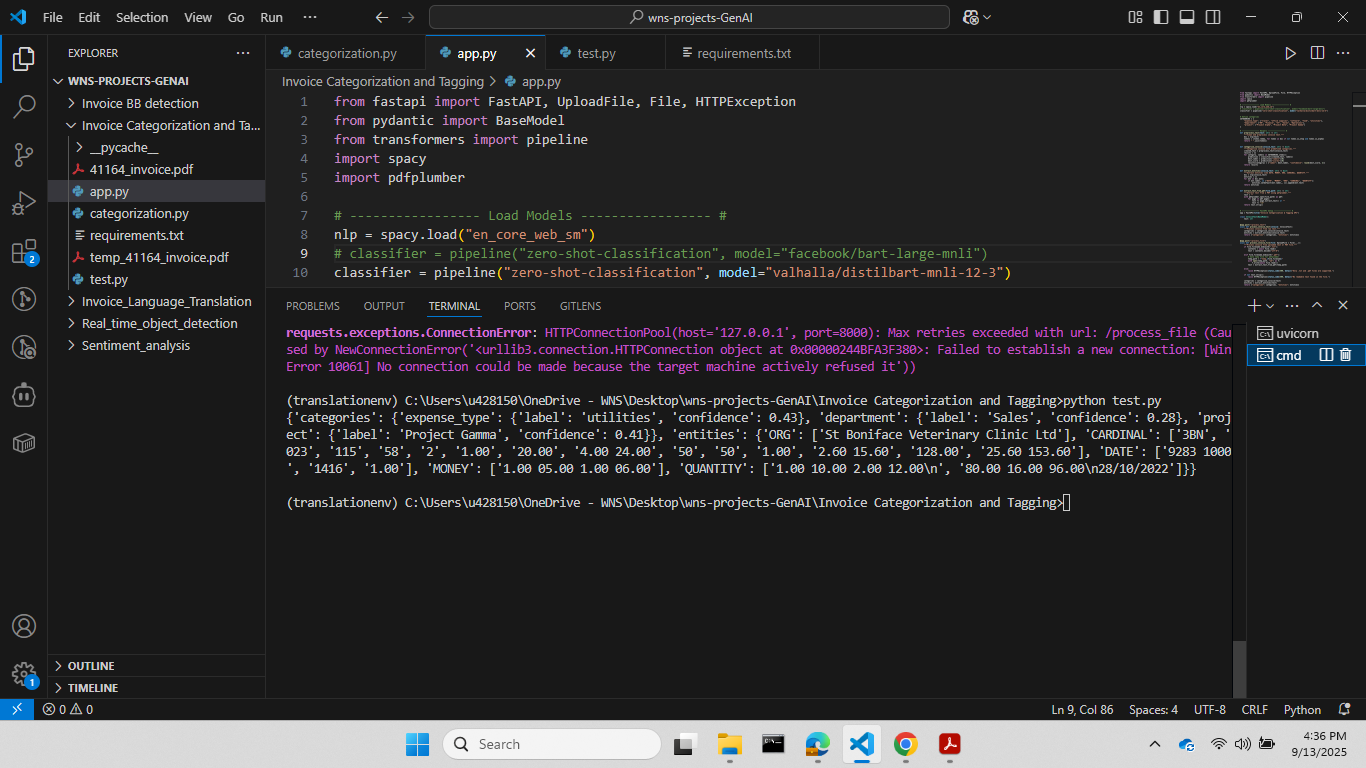 File Edit Selection View Go Run ··· wns-projects-GenAI
EXPLORER ···
WNS-PROJECTS-GENAI
Invoice BB detection
Invoice Categorization and Ta...
__pycache__
41164_invoice.pdf
app.py
categorization.py
requirements.txt
temp_41164_invoice.pdf
test.py
Invoice_Language_Translation
Real_time_object_detection
Sentiment_analysis
OUTLINE
TIMELINE
2
1
categorization.py app.py test.py requirements.txt
Invoice Categorization and Tagging > app.py
1 from fastapi import FastAPI, UploadFile, File, HTTPException
2 from pydantic import BaseModel
3 from transformers import pipeline
4 import spacy
5 import pdfplumber
6
7 # ----------------- Load Models ----------------- #
8 nlp = spacy.load("en_core_web_sm")
9 # classifier = pipeline("zero-shot-classification", model="facebook/bart-large-mnli")
10 classifier = pipeline("zero-shot-classification", model="valhalla/distilbart-mnli-12-3")
PROBLEMS OUTPUT TERMINAL PORTS GITLENS
requests.exceptions.ConnectionError: HTTPConnectionPool(host='127.0.0.1', port=8000): Max retries exceeded with url: /process_file (Cau
sed by NewConnectionError('<urllib3.connection.HTTPConnection object at 0x00000244BFA3F380>: Failed to establish a new connection: [Win
Error 10061] No connection could be made because the target machine actively refused it'))
(translationenv) C:\Users\u428150\OneDrive - WNS\Desktop\wns-projects-GenAI\Invoice Categorization and Tagging>python test.py
{'categories': {'expense_type': {'label': 'utilities', 'confidence': 0.43}, 'department': {'label': 'Sales', 'confidence': 0.28}, 'proj
ect': {'label': 'Project Gamma', 'confidence': 0.41}}, 'entities': {'ORG': ['St Boniface Veterinary Clinic Ltd'], 'CARDINAL': ['3BN', '
023', '115', '58', '2', '1.00', '20.00', '4.00 24.00', '50', '50', '1.00', '2.60 15.60', '128.00', '25.60 153.60'], 'DATE': ['9283 1000
', '1416', '1.00'], 'MONEY': ['1.00 05.00 1.00 06.00'], 'QUANTITY': ['1.00 10.00 2.00 12.00\n', '80.00 16.00 96.00\n28/10/2022']}}
(translationenv) C:\Users\u428150\OneDrive - WNS\Desktop\wns-projects-GenAI\Invoice Categorization and Tagging>
uvicorn
cmd
0 0 Ln 9, Col 86 Spaces: 4 UTF-8 CRLF Python
Search
4:36 PM
9/13/2025